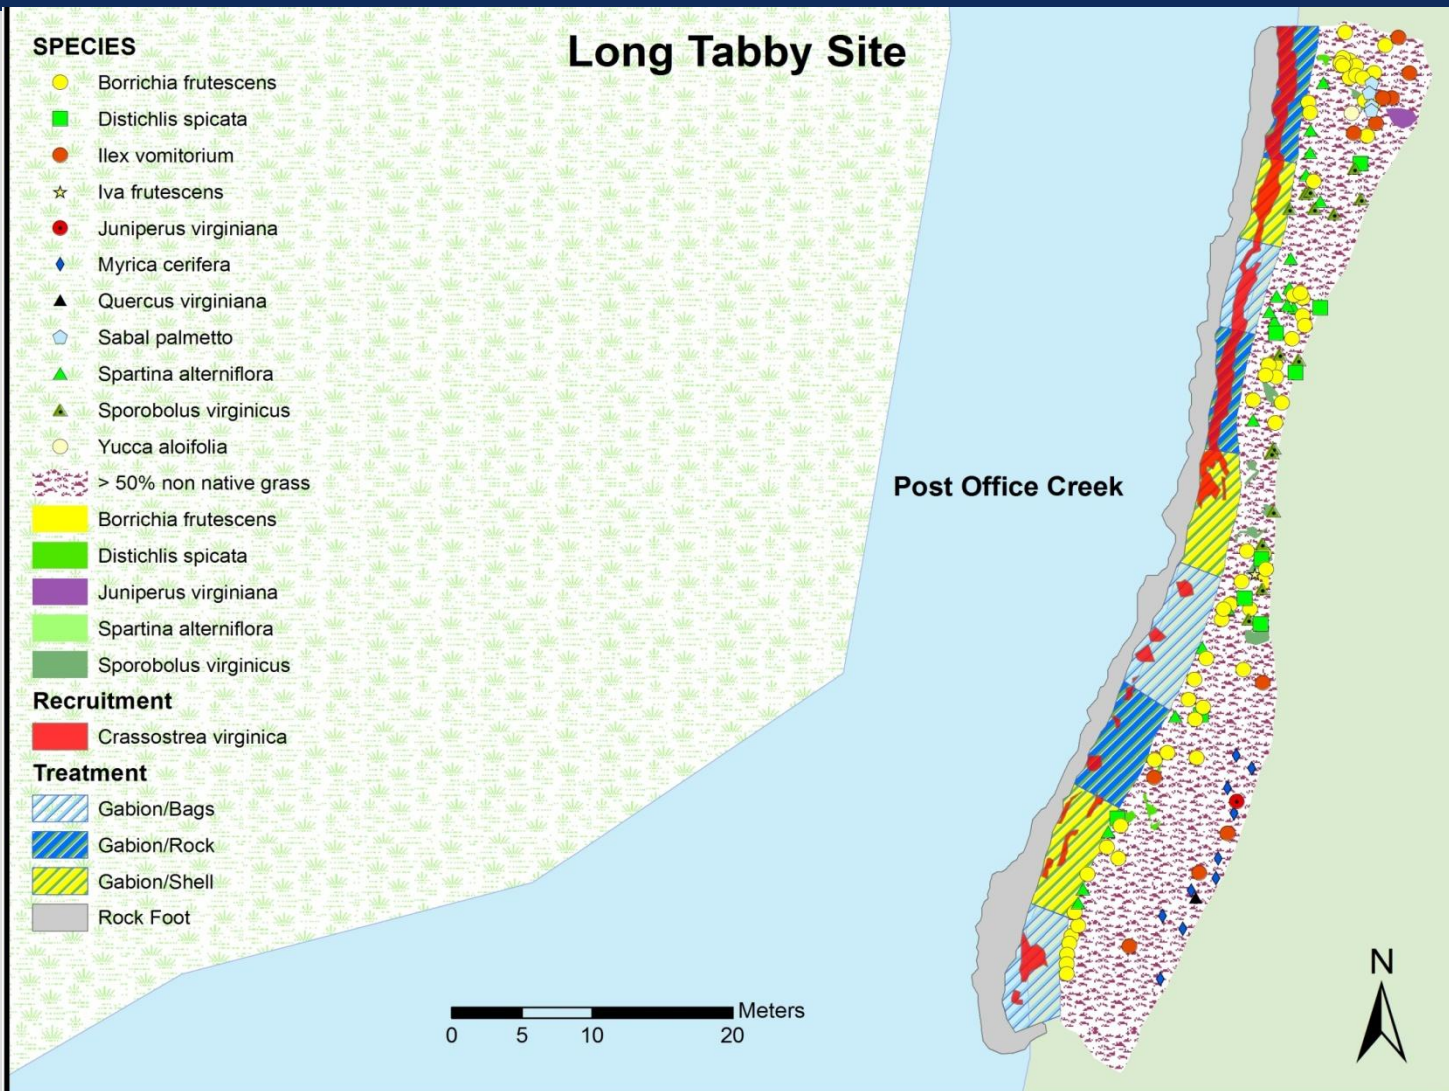 Long Tabby Site
SPECIES
Borrichia frutescens
Distichlis spicata
Ilex vomitorium
Iva frutescens
Juniperus virginiana
Myrica cerifera
Quercus virginiana
Sabal palmetto
Spartina alterniflora
Sporobolus virginicus
Yucca aloifolia
> 50% non native grass
Borrichia frutescens
Distichlis spicata
Juniperus virginiana
Spartina alterniflora
Sporobolus virginicus
Recruitment
Crassostrea virginica
Treatment
Gabion/Bags
Gabion/Rock
Gabion/Shell
Rock Foot
Post Office Creek
Meters
0 5 10 20
N